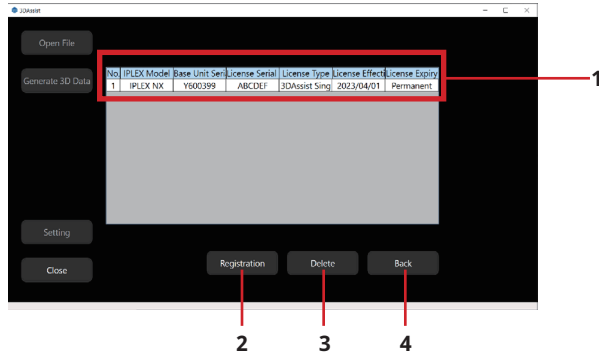 3DAssist
Open File
Generate 3D Data
No. IPLEX Model Base Unit Seri License Serial License Type License Effecti License Expiry
1 IPLEX NX Y600399 ABCDEF 3DAssist Sing 2023/04/01 Permanent
1
Setting
Close
Registration Delete Back
2 3 4